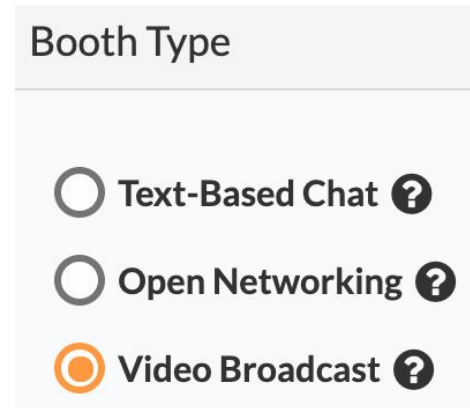 Booth Type
Text-Based Chat ?
Open Networking ?
Video Broadcast ?